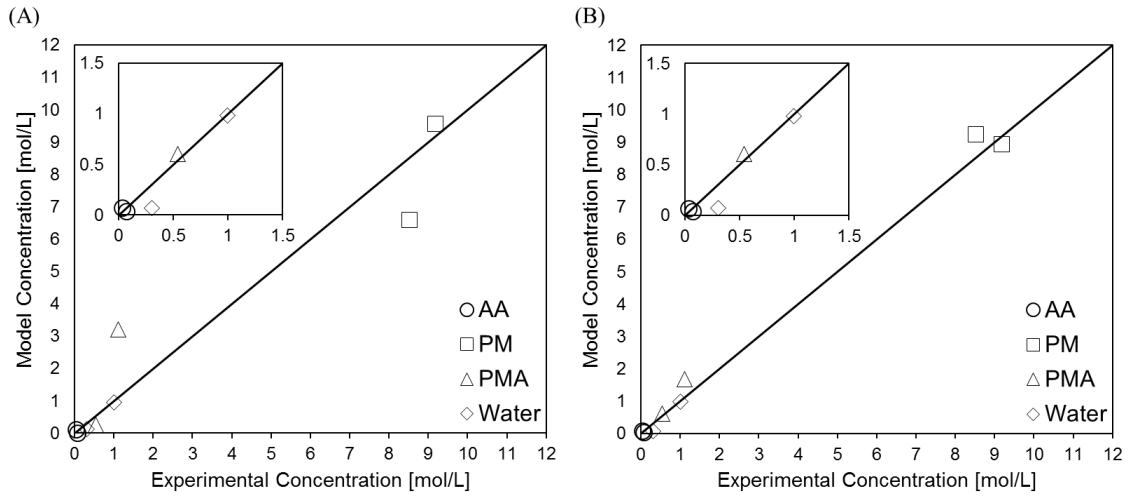 (A)
Model Concentration [mol/L]
12
11
10
9
8
7
6
5
4
3
2
1
0
1.5
1
0.5
0
0 0.5 1 1.5
AA
PM
PMA
Water
0 1 2 3 4 5 6 7 8 9 10 11 12
Experimental Concentration [mol/L]
(B)
Model Concentration [mol/L]
12
11
10
9
8
7
6
5
4
3
2
1
0
1.5
1
0.5
0
0 0.5 1 1.5
AA
PM
PMA
Water
0 1 2 3 4 5 6 7 8 9 10 11 12
Experimental Concentration [mol/L]